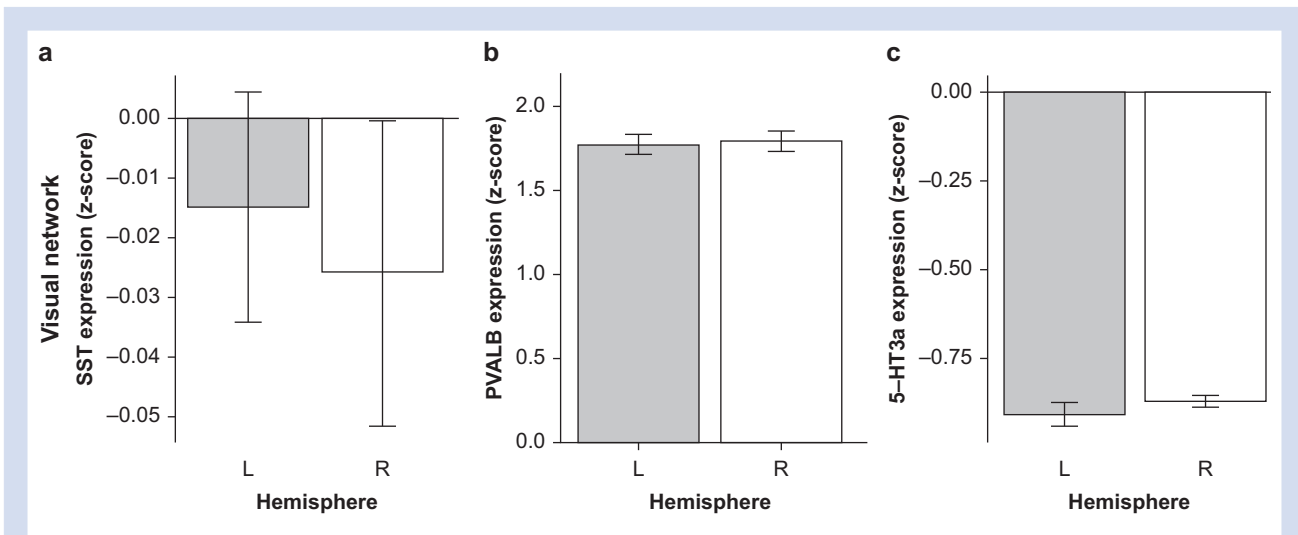 a
Visual network
SST expression (z-score)
0.00
–0.01
–0.02
–0.03
–0.04
–0.05
L R
Hemisphere
b
PVALB expression (z-score)
2.0
1.5
1.0
0.5
0.0
L R
Hemisphere
c
5–HT3a expression (z-score)
0.00
–0.25
–0.50
–0.75
L R
Hemisphere